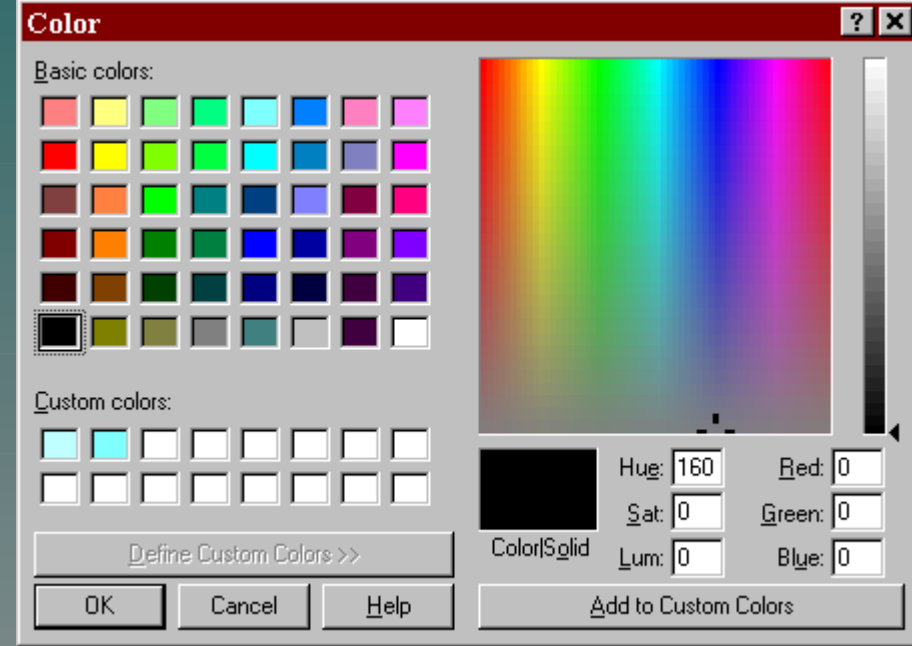 Color
Basic colors:
Custom colors:
Define Custom Colors >>
OK Cancel Help
Color|Solid
Hue: 160 Red: 0
Sat: 0 Green: 0
Lum: 0 Blue: 0
Add to Custom Colors